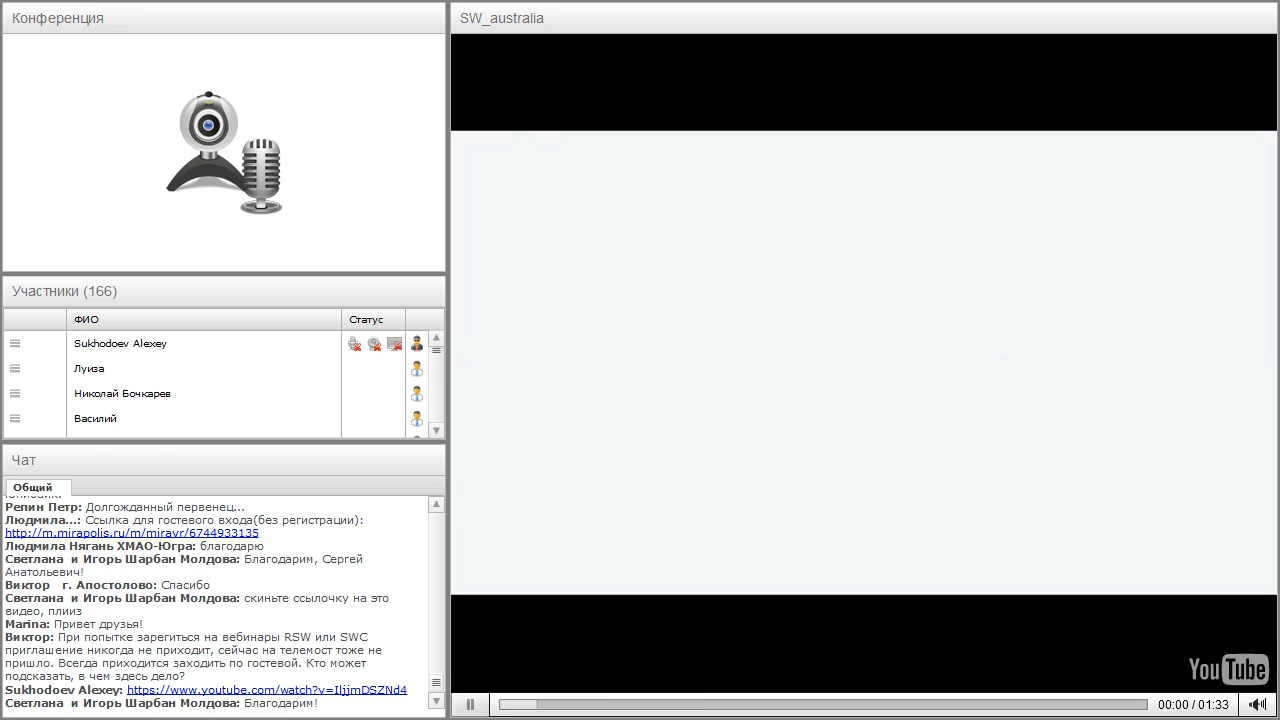 Конференция
SW_australia
Участники (166)
ФИО
Статус
Sukhodoev Alexey
Луиза
Николай Бочкарев
Василий
Чат
Общий
Репин Петр: Долгожданный первенец...
Людмила...: Ссылка для гостевого входа(без регистрации):
http://m.mirapolis.ru/m/miravr/6744933135
Людмила Нягань ХМАО-Югра: благодарю
Светлана и Игорь Шарбан Молдова: Благодарим, Сергей
Анатольевич!
Виктор г. Апостолово: Спасибо
Светлана и Игорь Шарбан Молдова: скиньте ссылочку на это
видео, плииз
Marina: Привет друзья!
Виктор: При попытке зарегиться на вебинары RSW или SWC
приглашение никогда не приходит, сейчас на телемост тоже не
пришло. Всегда приходится заходить по гостевой. Кто может
подсказать, в чем здесь дело?
Sukhodoev Alexey: https://www.youtube.com/watch?v=IljjmDSZNd4
Светлана и Игорь Шарбан Молдова: Благодарим!
YouTube
00:00 / 01:33